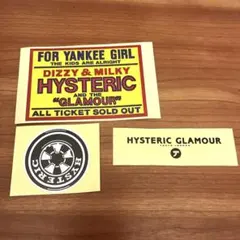 FOR YANKEE GIRL
THE KIDS ARE ALRIGHT
DIZZY & MILKY
HYSTERIC
AND THE
"GLAMOUR"
ALL TICKET SOLD OUT
HYSTERIC
HYSTERIC GLAMOUR